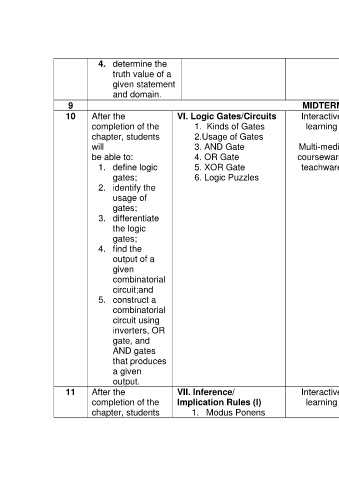 4. determine the
truth value of a
given statement
and domain.
9 MIDTERM
10 After the
completion of the
chapter, students
will
be able to:
1. define logic
gates;
2. identify the
usage of
gates;
3. differentiate
the logic
gates;
4. find the
output of a
given
combinatorial
circuit;and
5. construct a
combinatorial
circuit using
inverters, OR
gate, and
AND gates
that produces
a given
output.
VI. Logic Gates/Circuits
1. Kinds of Gates
2.Usage of Gates
3. AND Gate
4. OR Gate
5. XOR Gate
6. Logic Puzzles
Interactive
learning
Multi-medi
courseware
teachware
11 After the
completion of the
chapter, students
VII. Inference/
Implication Rules (I)
1. Modus Ponens
Interactive
learning